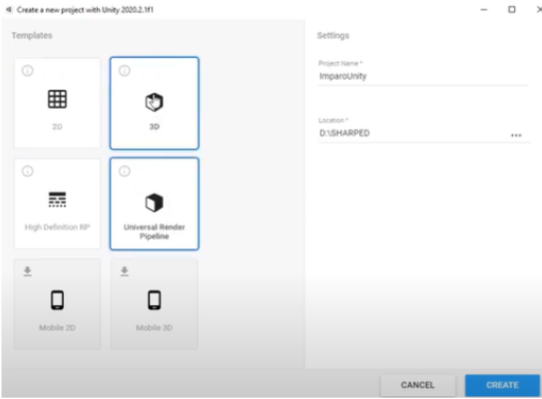 Create a new project with Unity 2020.2.1f1
Templates
2D
3D
High Definition RP
Universal Render
Pipeline
Mobile 2D
Mobile 3D
Settings
Project Name *
ImparoUnity
Location *
D:\SHARPED
CANCEL
CREATE